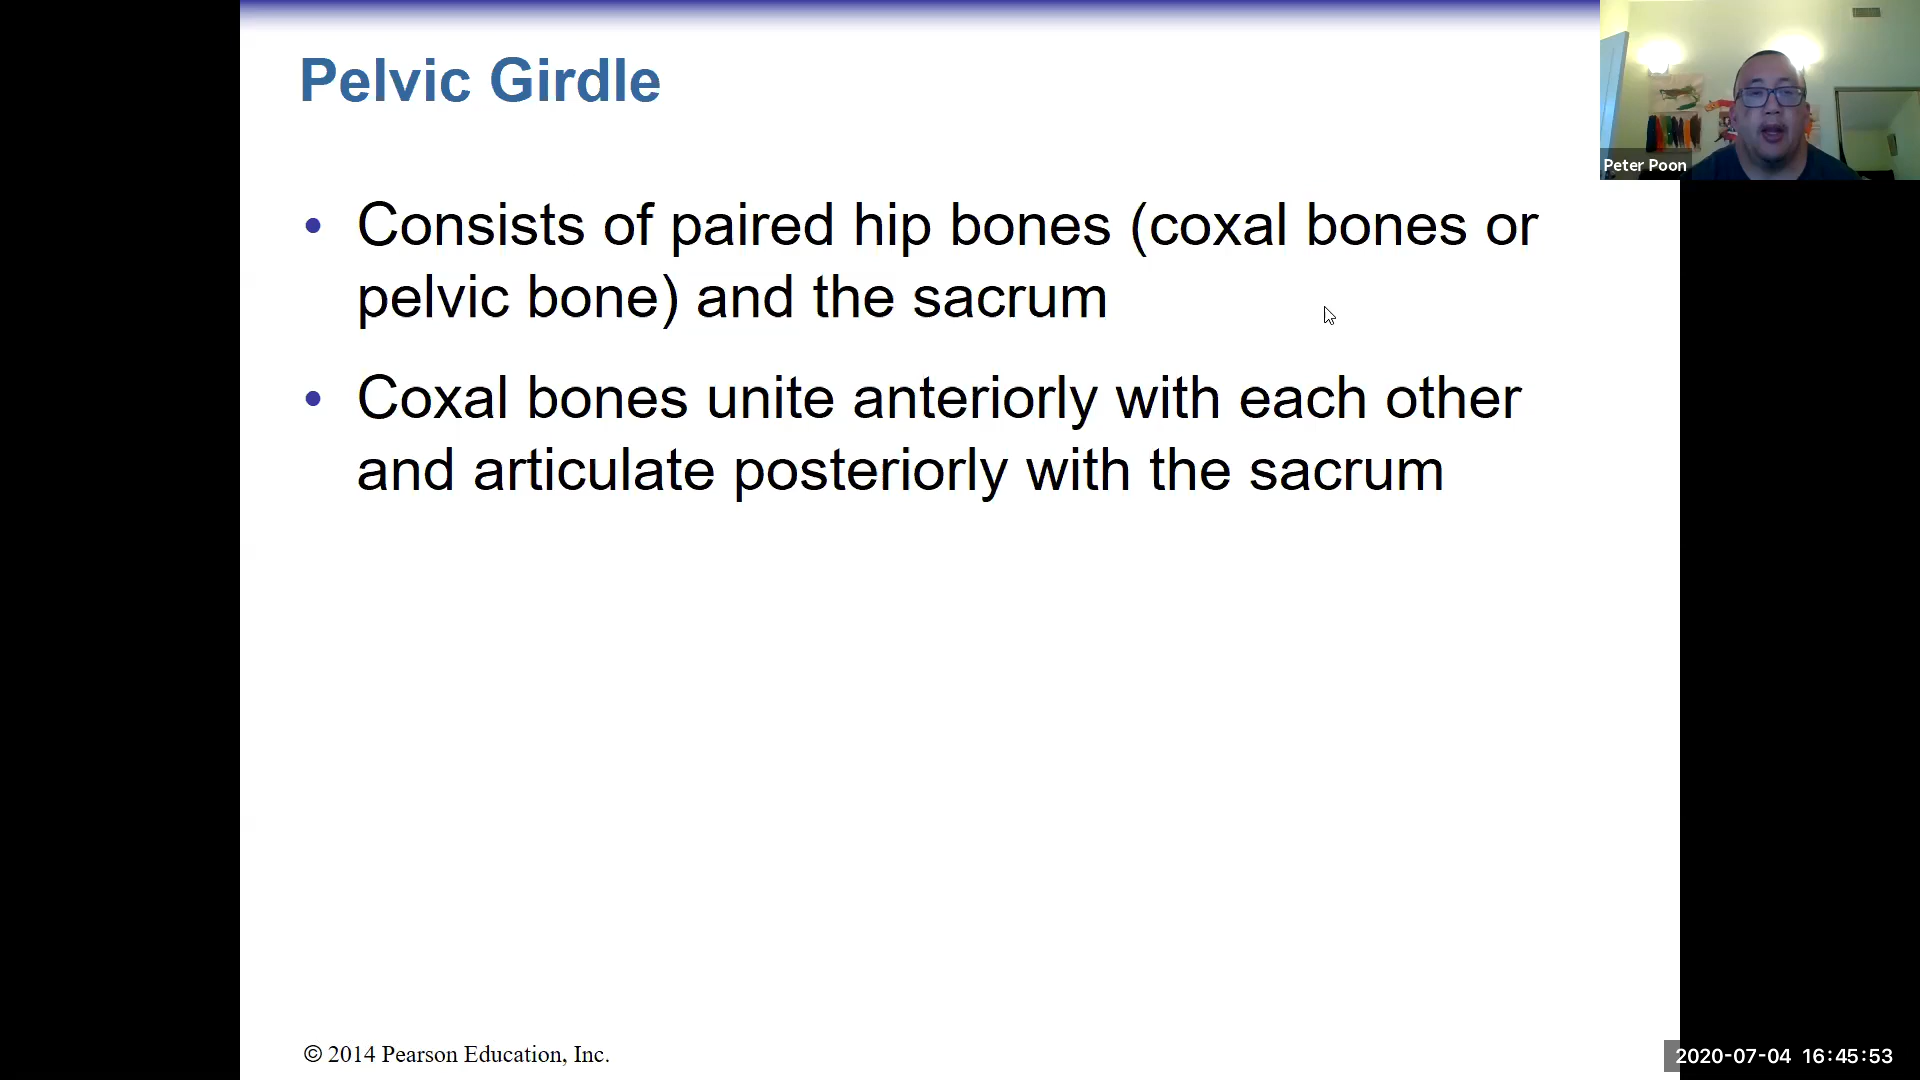 Pelvic Girdle
Peter Poon
• Consists of paired hip bones (coxal bones or
pelvic bone) and the sacrum
• Coxal bones unite anteriorly with each other
and articulate posteriorly with the sacrum
© 2014 Pearson Education, Inc.
2020-07-04 16:45:53